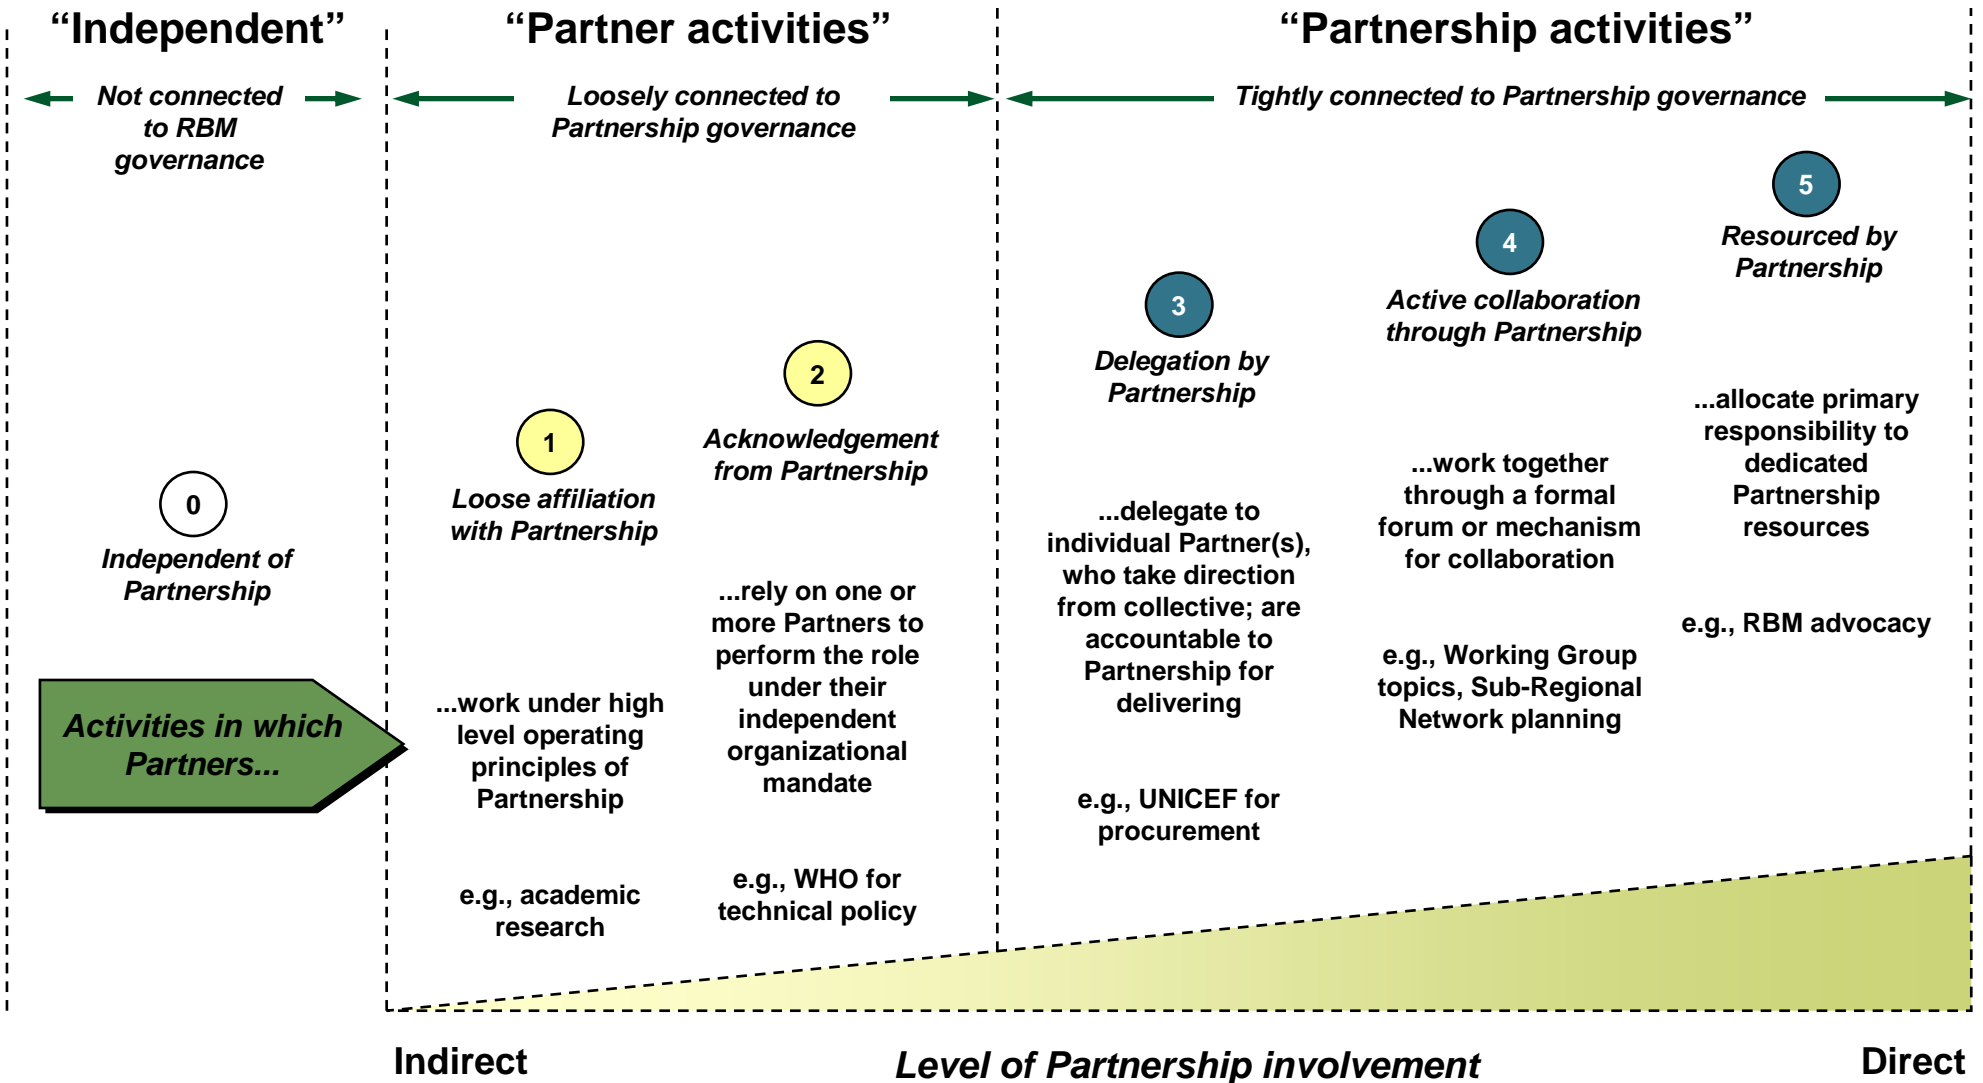 “Independent”
Not connected
to RBM
governance
0
Independent of
Partnership
Activities in which
Partners...
“Partner activities”
Loosely connected to
Partnership governance
1
Loose affiliation
with Partnership
...work under high
level operating
principles of
Partnership
e.g., academic
research
2
Acknowledgement
from Partnership
...rely on one or
more Partners to
perform the role
under their
independent
organizational
mandate
e.g., WHO for
technical policy
“Partnership activities”
Tightly connected to Partnership governance
3
Delegation by
Partnership
...delegate to
individual Partner(s),
who take direction
from collective; are
accountable to
Partnership for
delivering
e.g., UNICEF for
procurement
4
Active collaboration
through Partnership
...work together
through a formal
forum or mechanism
for collaboration
e.g., Working Group
topics, Sub-Regional
Network planning
5
Resourced by
Partnership
...allocate primary
responsibility to
dedicated
Partnership
resources
e.g., RBM advocacy
Indirect
Level of Partnership involvement
Direct